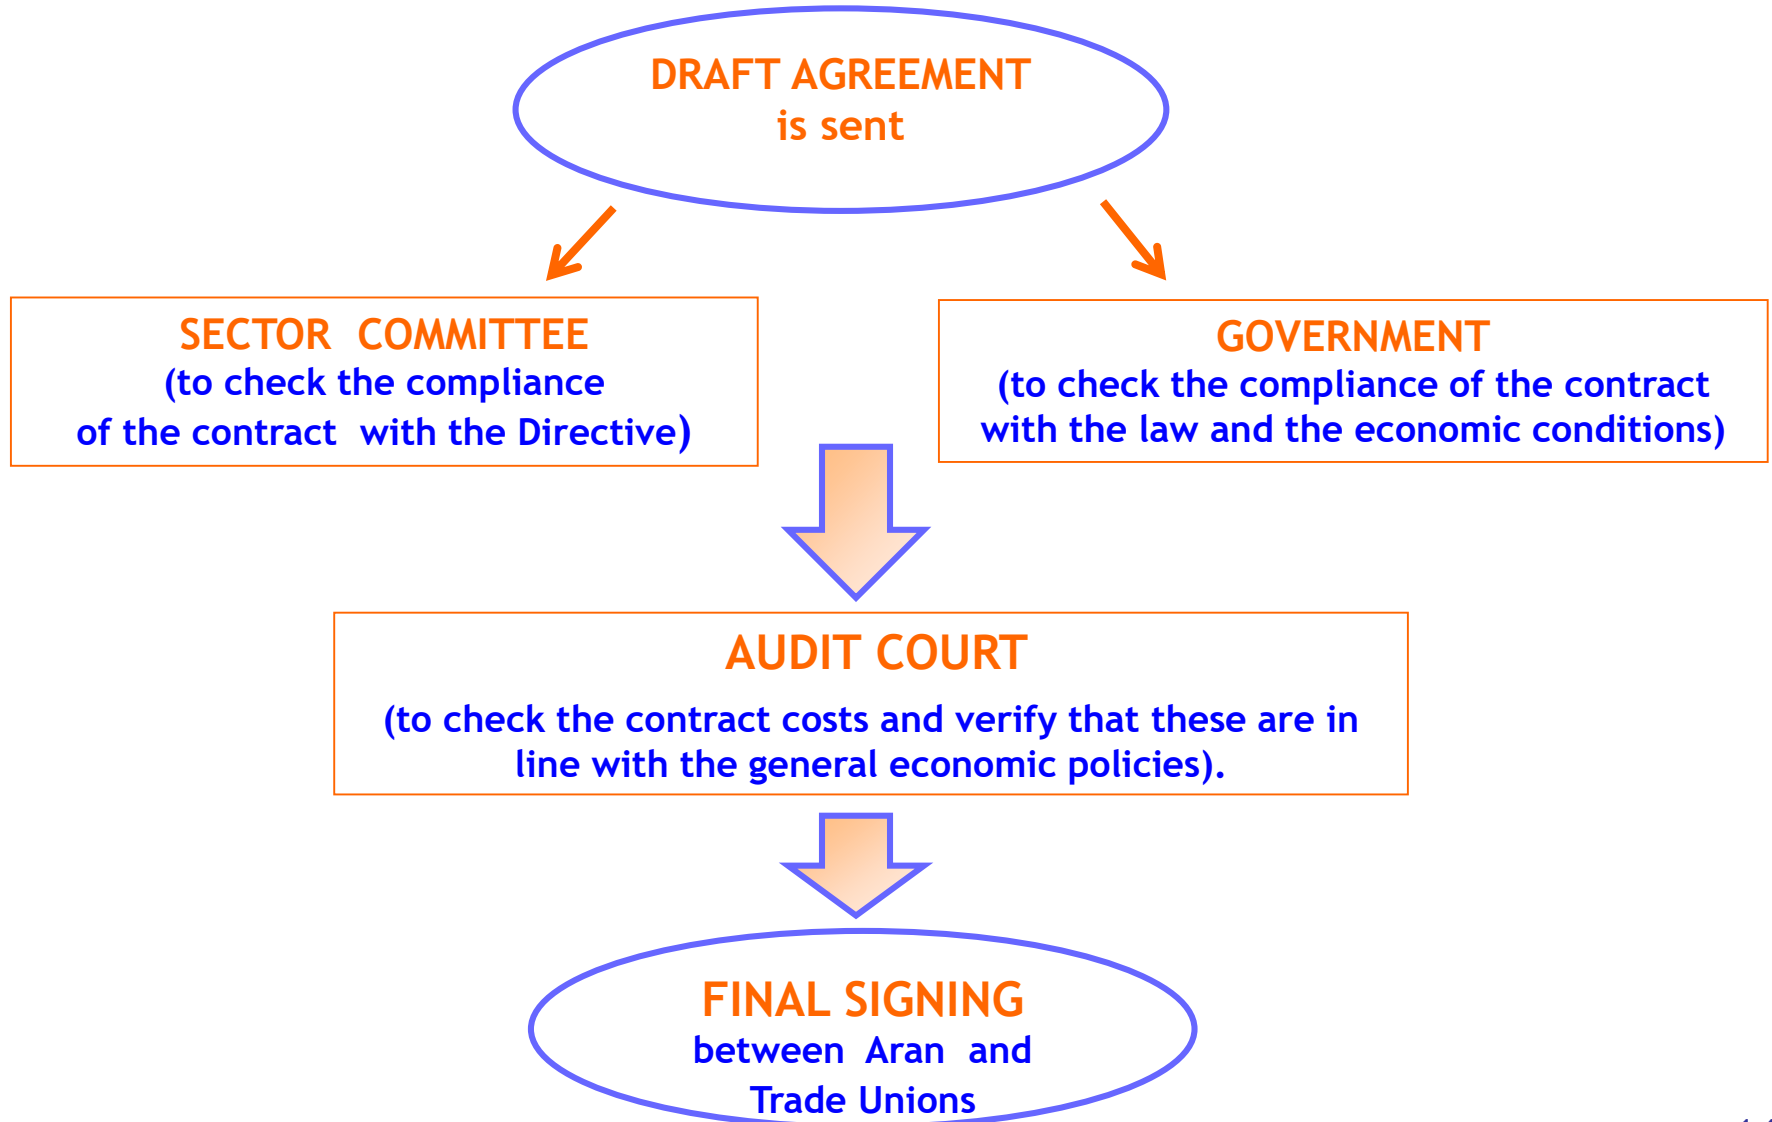 DRAFT AGREEMENT
is sent
SECTOR COMMITTEE
(to check the compliance
of the contract with the Directive)
GOVERNMENT
(to check the compliance of the contract
with the law and the economic conditions)
AUDIT COURT
(to check the contract costs and verify that these are in
line with the general economic policies).
FINAL SIGNING
between Aran and
Trade Unions